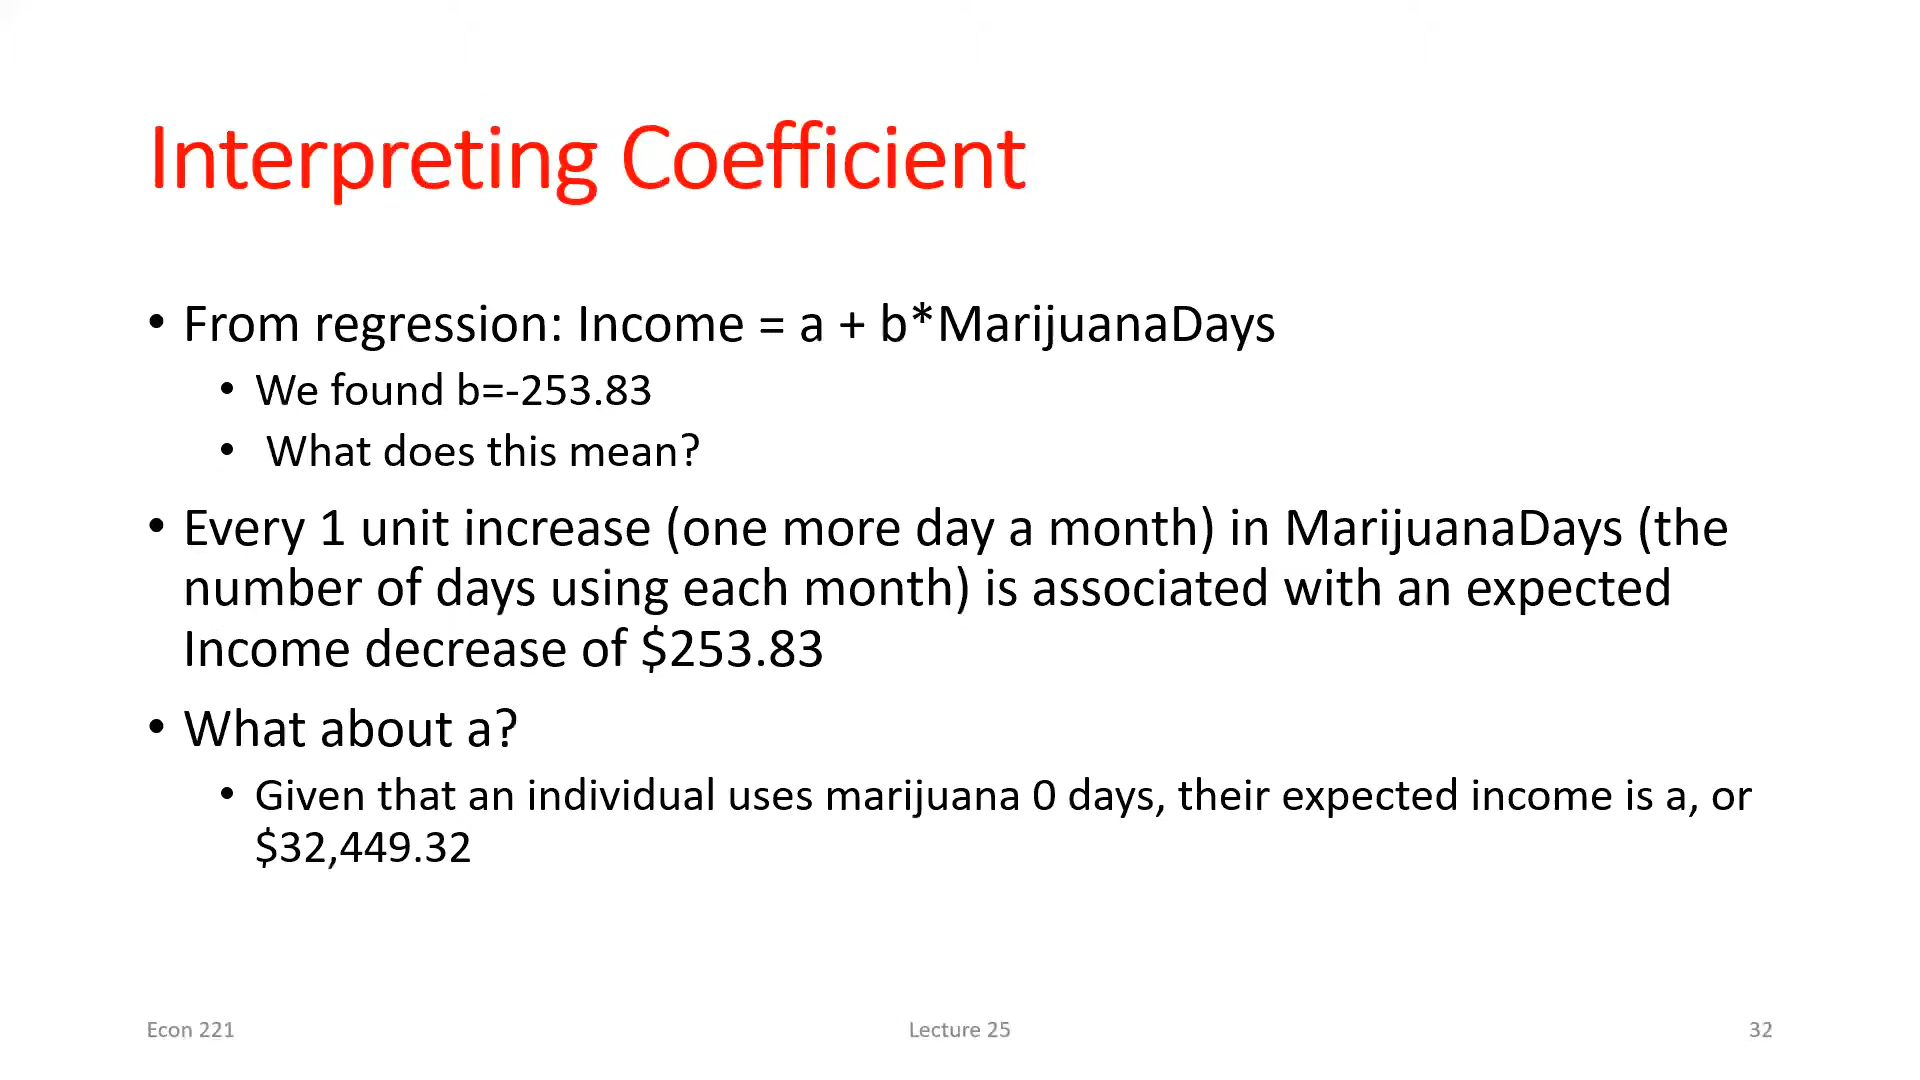 Interpreting Coefficient
• From regression: Income = a + b*MarijuanaDays
• We found b=-253.83
• What does this mean?
• Every 1 unit increase (one more day a month) in MarijuanaDays (the
number of days using each month) is associated with an expected
Income decrease of $253.83
• What about a?
• Given that an individual uses marijuana 0 days, their expected income is a, or
$32,449.32
Econ 221
Lecture 25
32